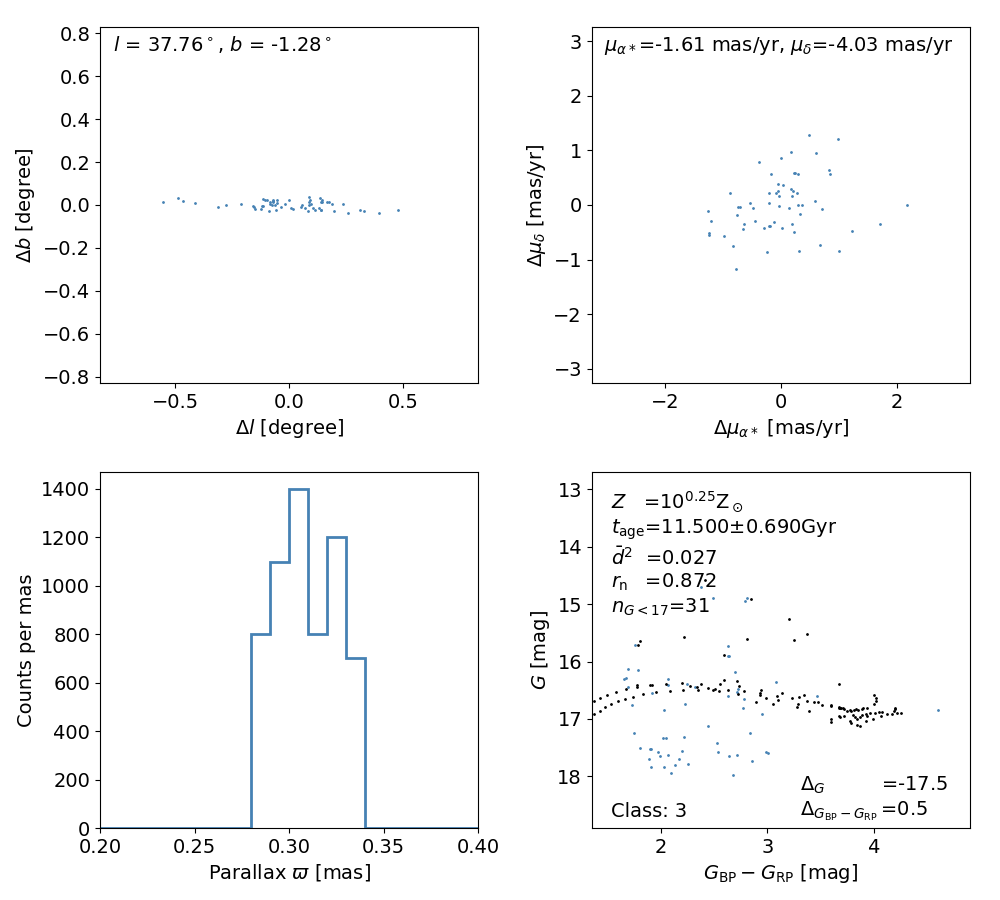 l = 37.76°, b = -1.28°
0.8
0.6
0.4
0.2
0.0
−0.2
−0.4
−0.6
−0.8
Δb [degree]
−0.5 0.0 0.5
Δl [degree]
μα∗=-1.61 mas/yr, μδ=-4.03 mas/yr
3
2
1
0
−1
−2
−3
Δμδ [mas/yr]
−2 0 2
Δμα∗ [mas/yr]
1400
1200
1000
800
600
400
200
0
Counts per mas
0.20 0.25 0.30 0.35 0.40
Parallax ϖ [mas]
13
14
15
16
17
18
G [mag]
Z =10^0.25 Z⊙
t_age=11.500±0.690Gyr
d̄² =0.027
r_n =0.872
n_G<17=31
Δ_G =-17.5
Δ_GBP−GRP=0.5
Class: 3
2 3 4
G_BP − G_RP [mag]